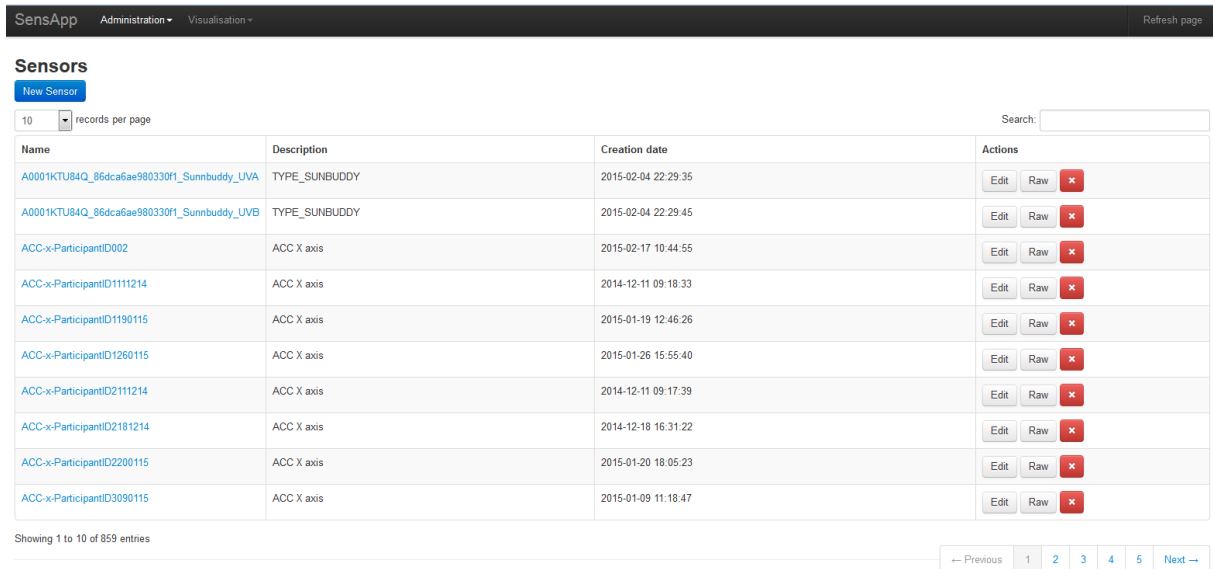 SensApp Administration Visualisation Refresh page
Sensors
New Sensor
10 records per page Search:
Name Description Creation date Actions
A0001KTU84Q_86dca6ae980330f1_Sunnbuddy_UVA TYPE_SUNBUDDY 2015-02-04 22:29:35 Edit Raw ×
A0001KTU84Q_86dca6ae980330f1_Sunnbuddy_UVB TYPE_SUNBUDDY 2015-02-04 22:29:45 Edit Raw ×
ACC-x-ParticipantID002 ACC X axis 2015-02-17 10:44:55 Edit Raw ×
ACC-x-ParticipantID1111214 ACC X axis 2014-12-11 09:18:33 Edit Raw ×
ACC-x-ParticipantID1190115 ACC X axis 2015-01-19 12:46:26 Edit Raw ×
ACC-x-ParticipantID1260115 ACC X axis 2015-01-26 15:55:40 Edit Raw ×
ACC-x-ParticipantID2111214 ACC X axis 2014-12-11 09:17:39 Edit Raw ×
ACC-x-ParticipantID2181214 ACC X axis 2014-12-18 16:31:22 Edit Raw ×
ACC-x-ParticipantID2200115 ACC X axis 2015-01-20 18:05:23 Edit Raw ×
ACC-x-ParticipantID3090115 ACC X axis 2015-01-09 11:18:47 Edit Raw ×
Showing 1 to 10 of 859 entries
← Previous 1 2 3 4 5 Next →